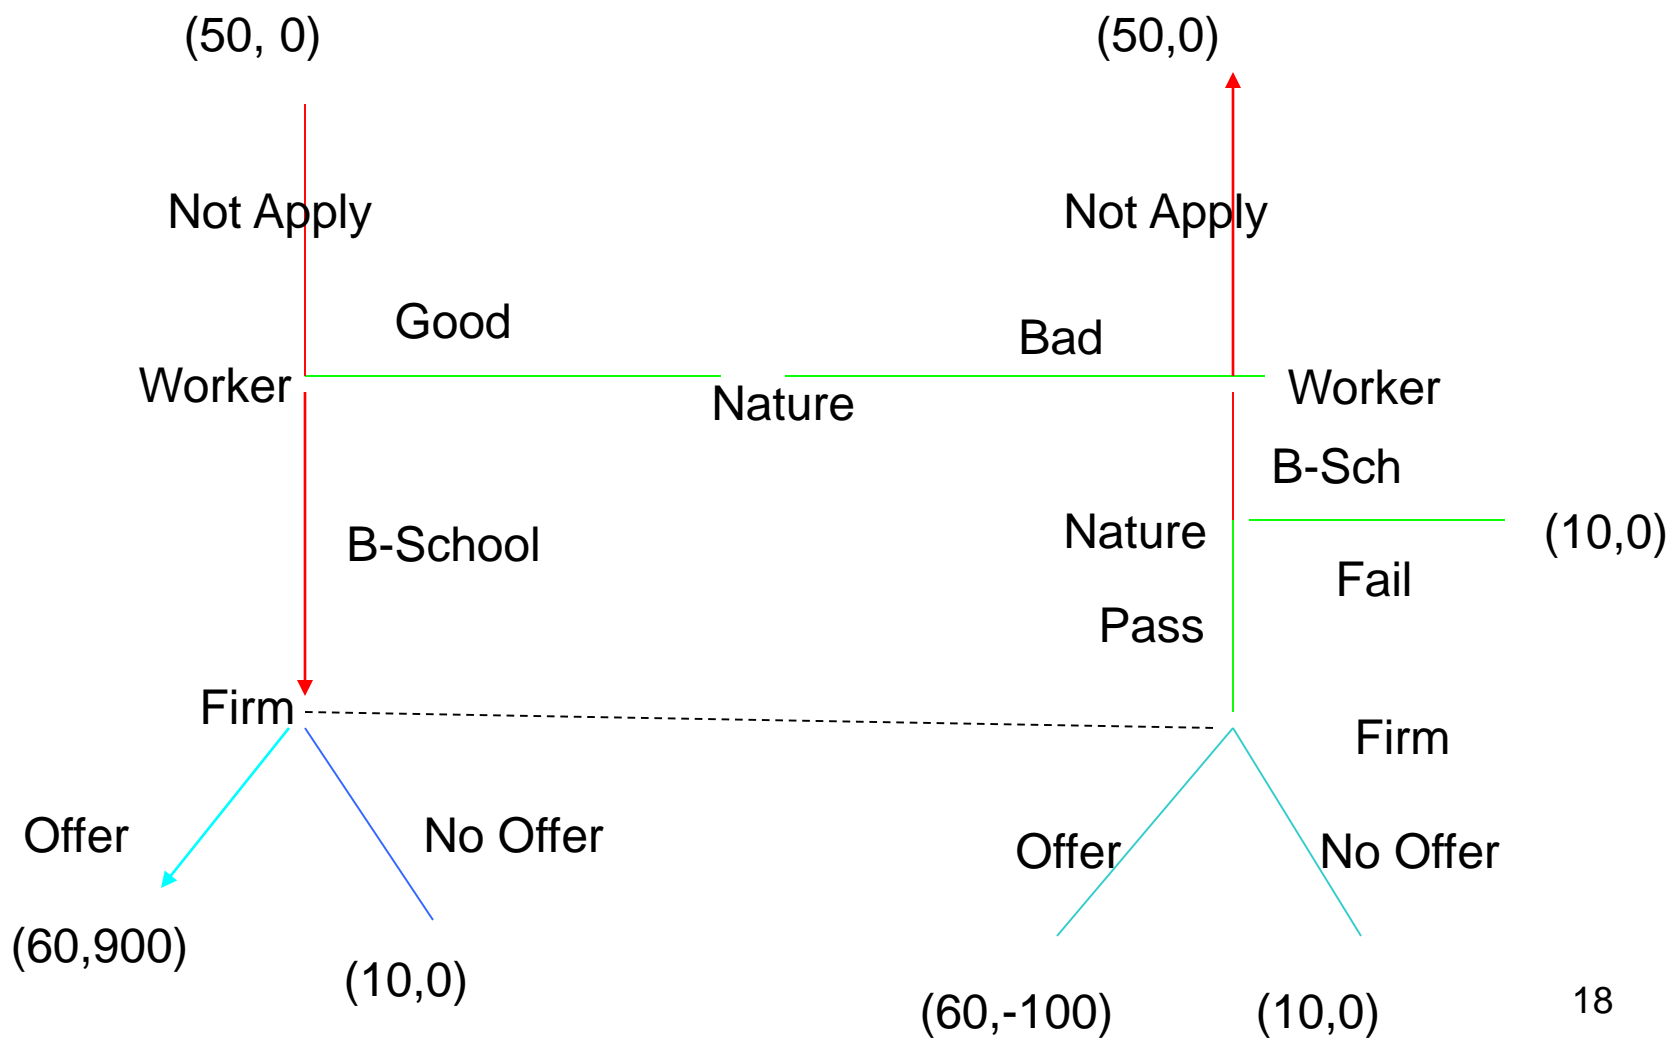 (50, 0)
(50,0)
Not Apply
Not Apply
Good
Bad
Worker
Nature
Worker
B-Sch
B-School
Nature
(10,0)
Fail
Pass
Firm
Firm
Offer
No Offer
Offer
No Offer
(60,900)
(10,0)
(60,-100)
(10,0)
18